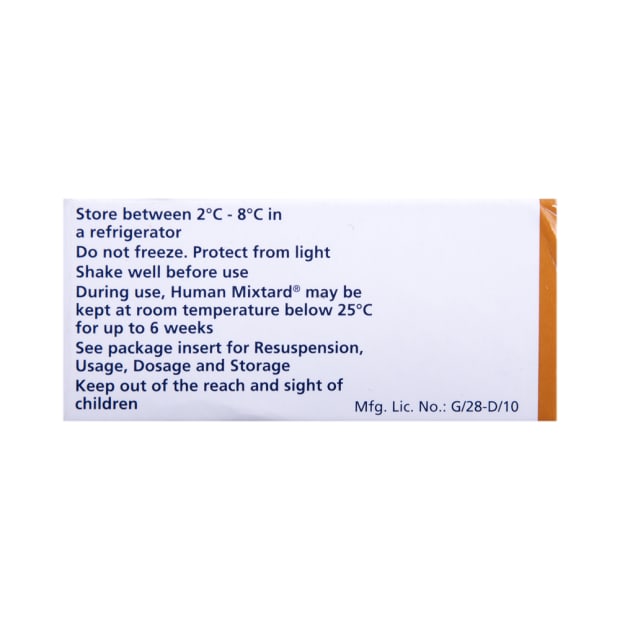 Store between 2°C - 8°C in
a refrigerator
Do not freeze. Protect from light
Shake well before use
During use, Human Mixtard® may be
kept at room temperature below 25°C
for up to 6 weeks
See package insert for Resuspension,
Usage, Dosage and Storage
Keep out of the reach and sight of
children
Mfg. Lic. No.: G/28-D/10